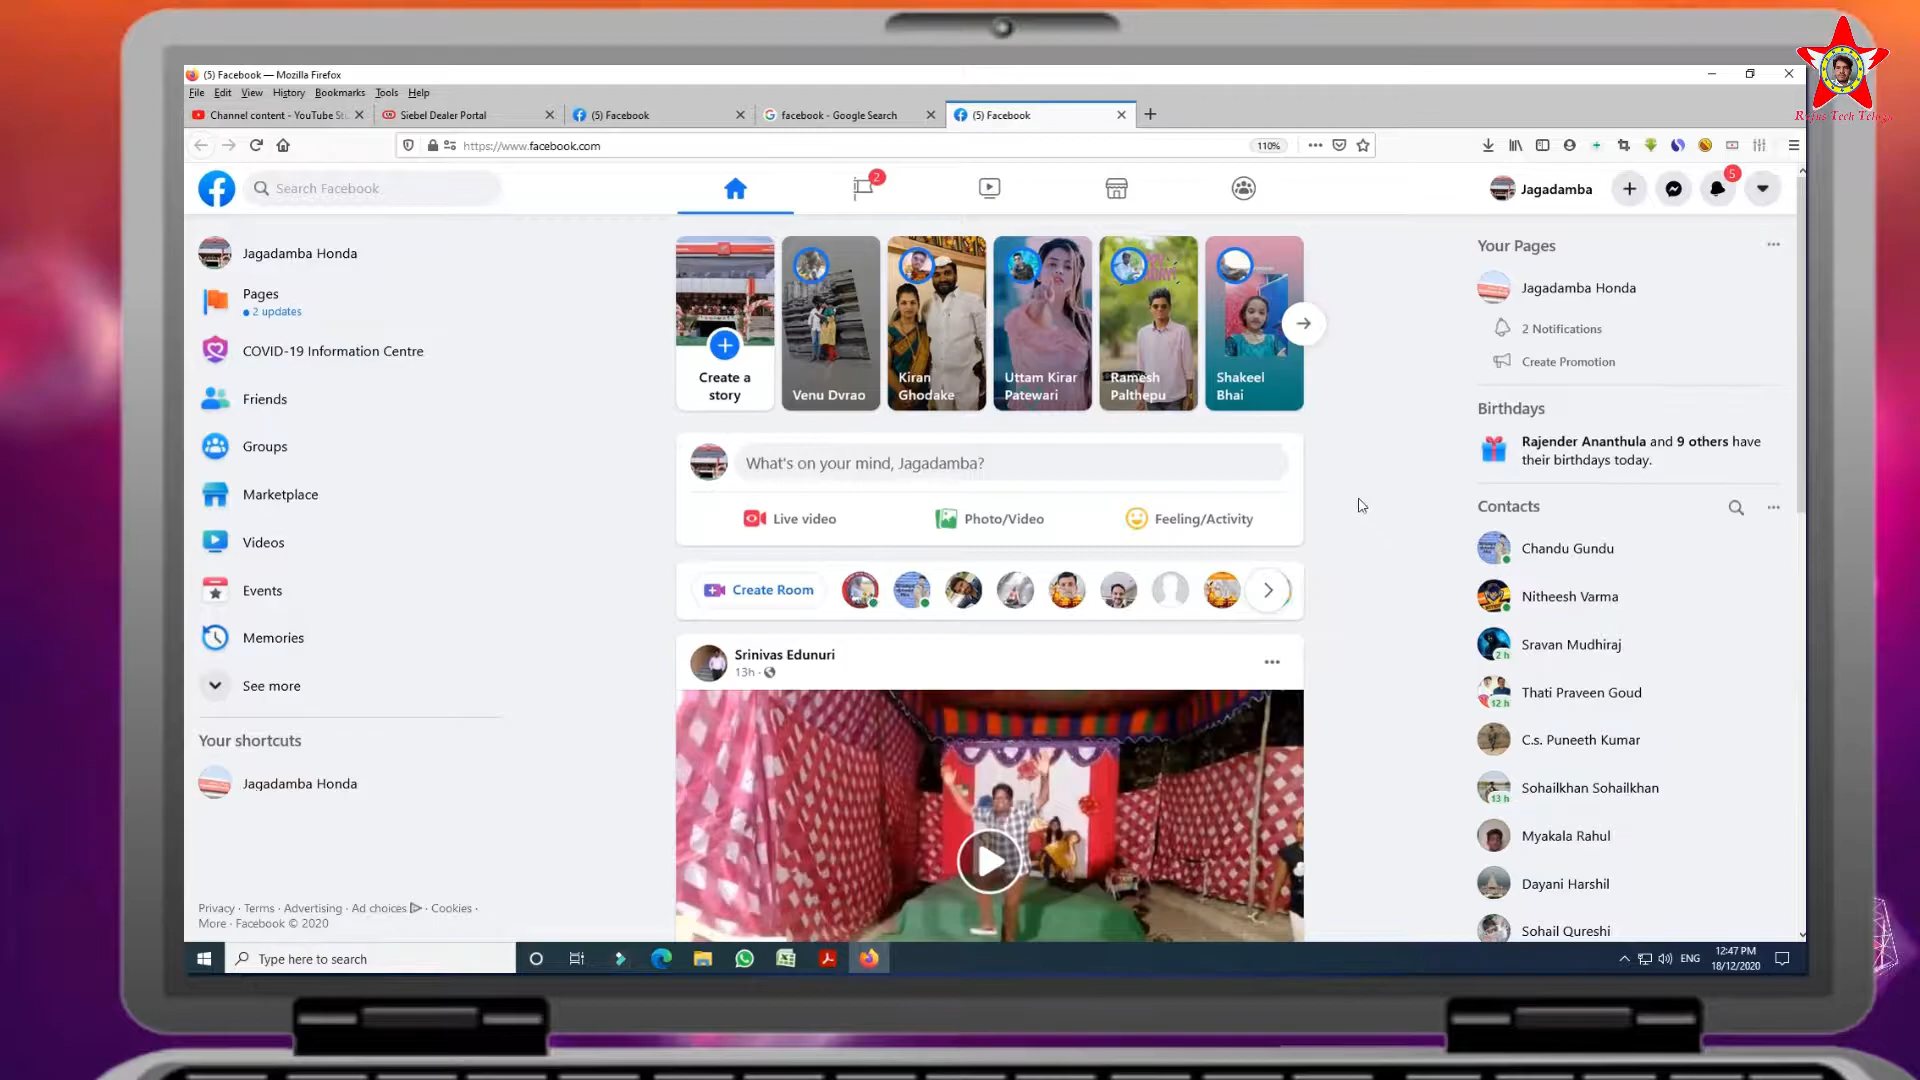 (5) Facebook — Mozilla Firefox
File Edit View History Bookmarks Tools Help
Channel content - YouTube St
Siebel Dealer Portal
(5) Facebook
facebook - Google Search
(5) Facebook
https://www.facebook.com
110%
Search Facebook
2
Jagadamba
5
Jagadamba Honda
Pages
2 updates
COVID-19 Information Centre
Friends
Groups
Marketplace
Videos
Events
Memories
See more
Your shortcuts
Jagadamba Honda
Privacy · Terms · Advertising · Ad choices · Cookies ·
More · Facebook © 2020
Create a
story
Venu Dvrao
Kiran
Ghodake
Uttam Kirar
Patewari
Ramesh
Palthepu
Shakeel
Bhai
What's on your mind, Jagadamba?
Live video
Photo/Video
Feeling/Activity
Create Room
Srinivas Edunuri
13h ·
Your Pages
Jagadamba Honda
2 Notifications
Create Promotion
Birthdays
Rajender Ananthula and 9 others have
their birthdays today.
Contacts
Chandu Gundu
Nitheesh Varma
Sravan Mudhiraj
2 h
Thati Praveen Goud
12 h
C.s. Puneeth Kumar
Sohailkhan Sohailkhan
13 h
Myakala Rahul
Dayani Harshil
Sohail Qureshi
Type here to search
ENG
12:47 PM
18/12/2020